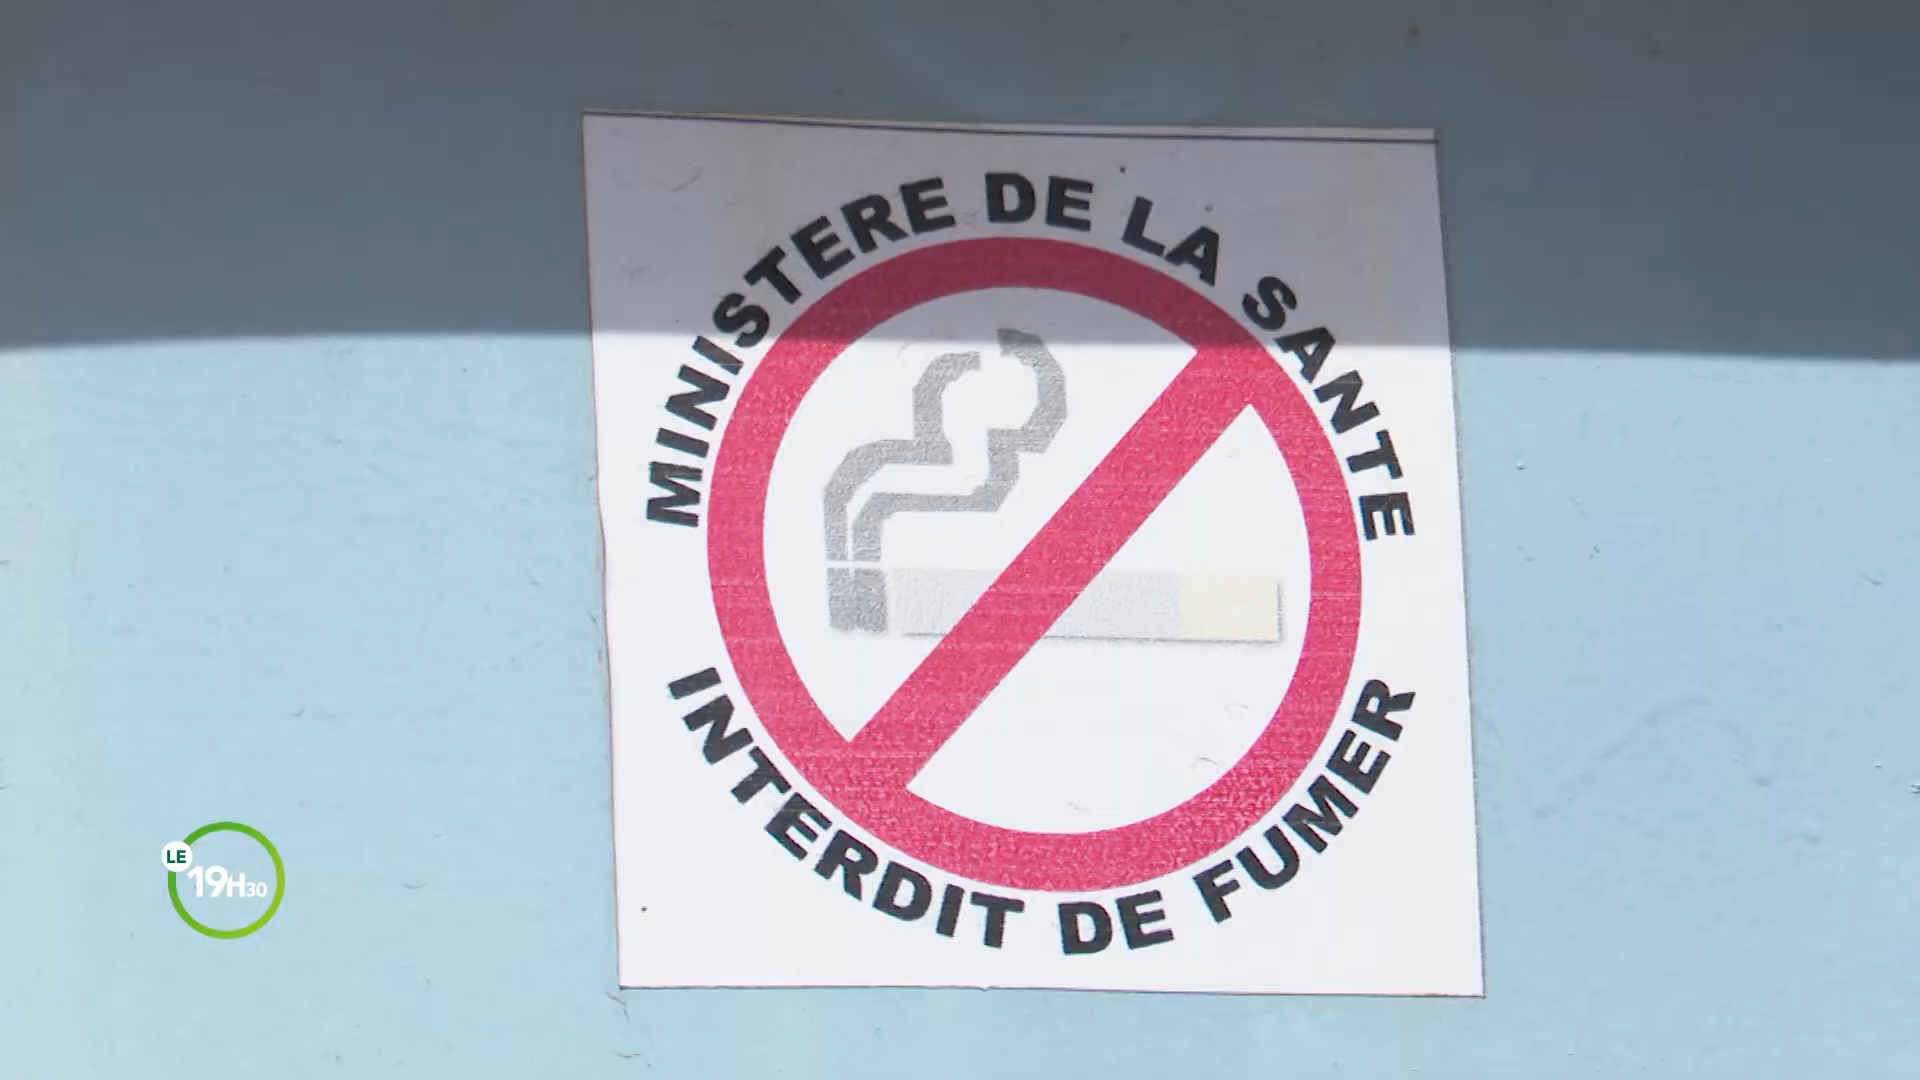 MINISTERE DE LA SANTE
INTERDIT DE FUMER
LE
19H30